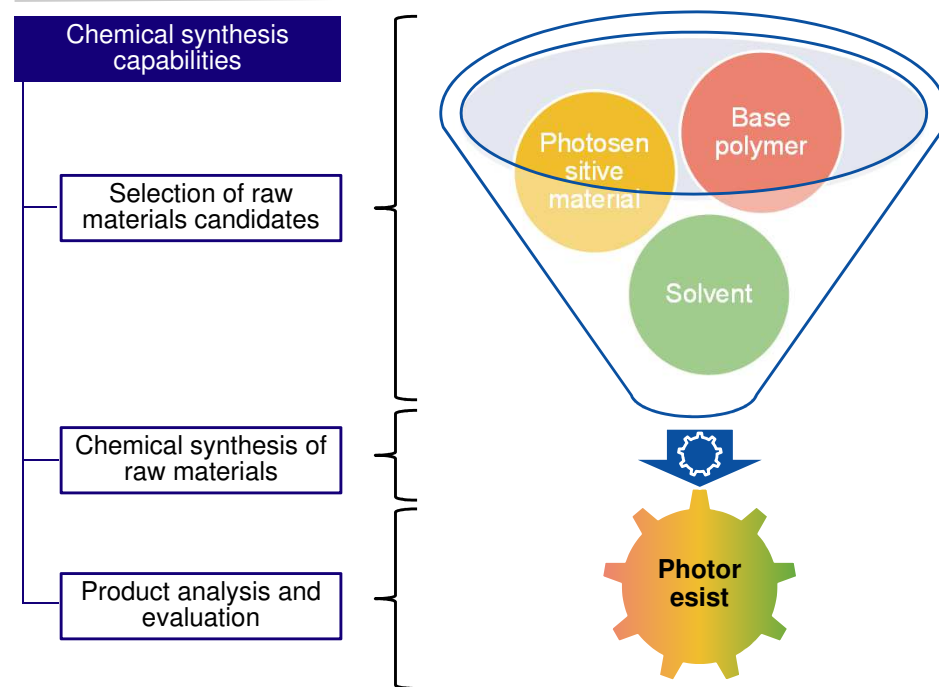 Chemical synthesis
capabilities
Selection of raw
materials candidates
Chemical synthesis of
raw materials
Product analysis and
evaluation
Photosen
sitive
material
Base
polymer
Solvent
Photor
esist